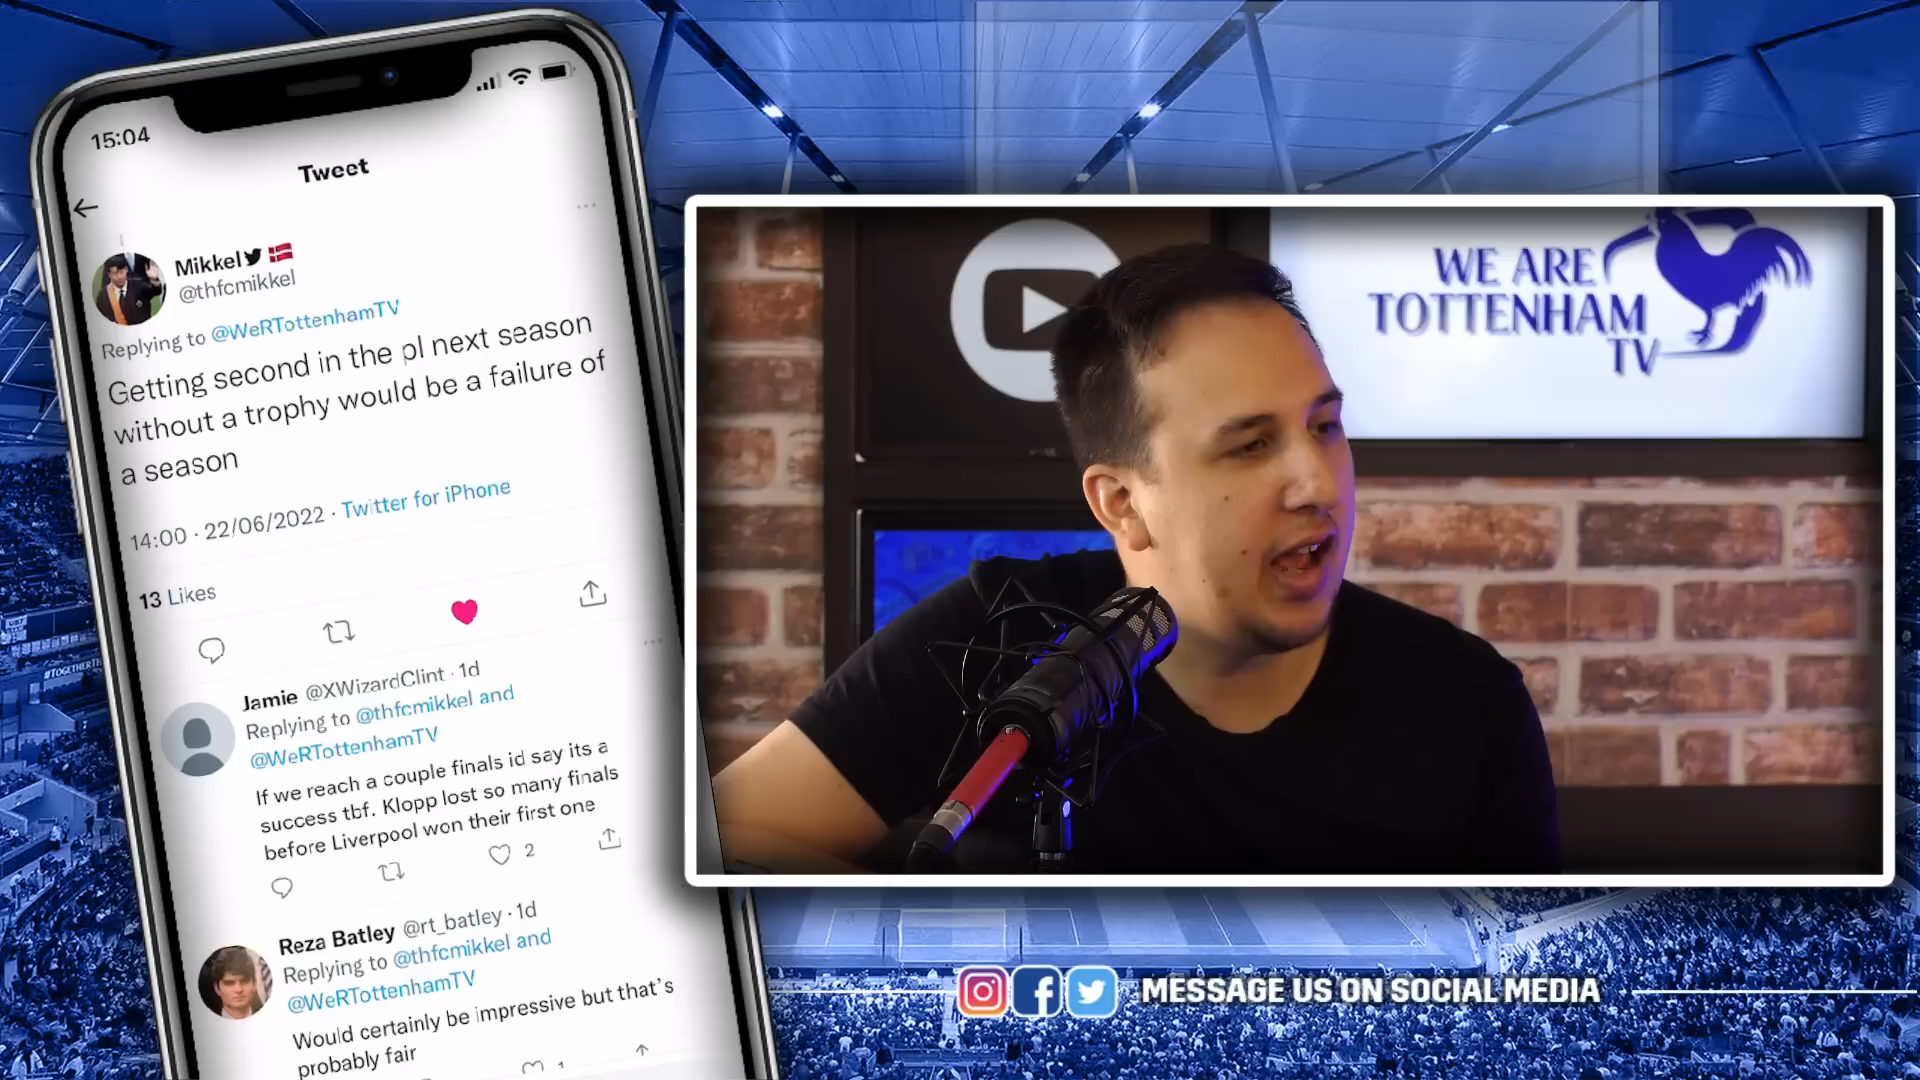 15:04
Tweet
Mikkel
@thfcmikkel
Replying to @WeRTottenhamTV
Getting second in the pl next season
without a trophy would be a failure of
a season
14:00 · 22/06/2022 · Twitter for iPhone
13 Likes
Jamie @XWizardClint · 1d
Replying to @thfcmikkel and
@WeRTottenhamTV
If we reach a couple finals id say its a
success tbf. Klopp lost so many finals
before Liverpool won their first one
2
Reza Batley @rt_batley · 1d
Replying to @thfcmikkel and
@WeRTottenhamTV
Would certainly be impressive but that's
probably fair
1
WE ARE
TOTTENHAM
TV
MESSAGE US ON SOCIAL MEDIA